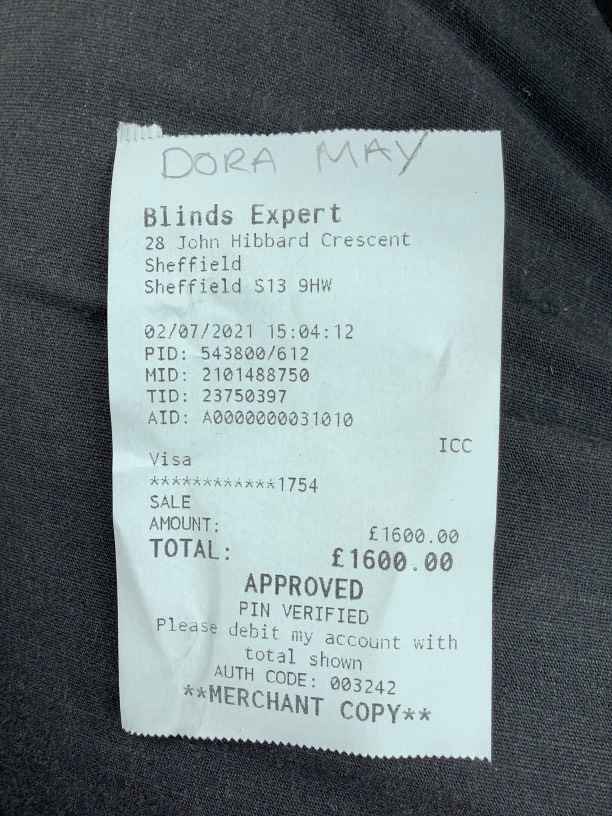 DORA MAY
Blinds Expert
28 John Hibbard Crescent
Sheffield
Sheffield S13 9HW
02/07/2021 15:04:12
PID: 543800/612
MID: 2101488750
TID: 23750397
AID: A0000000031010
ICC
Visa
************1754
SALE
AMOUNT: £1600.00
TOTAL: £1600.00
APPROVED
PIN VERIFIED
Please debit my account with
total shown
AUTH CODE: 003242
**MERCHANT COPY**